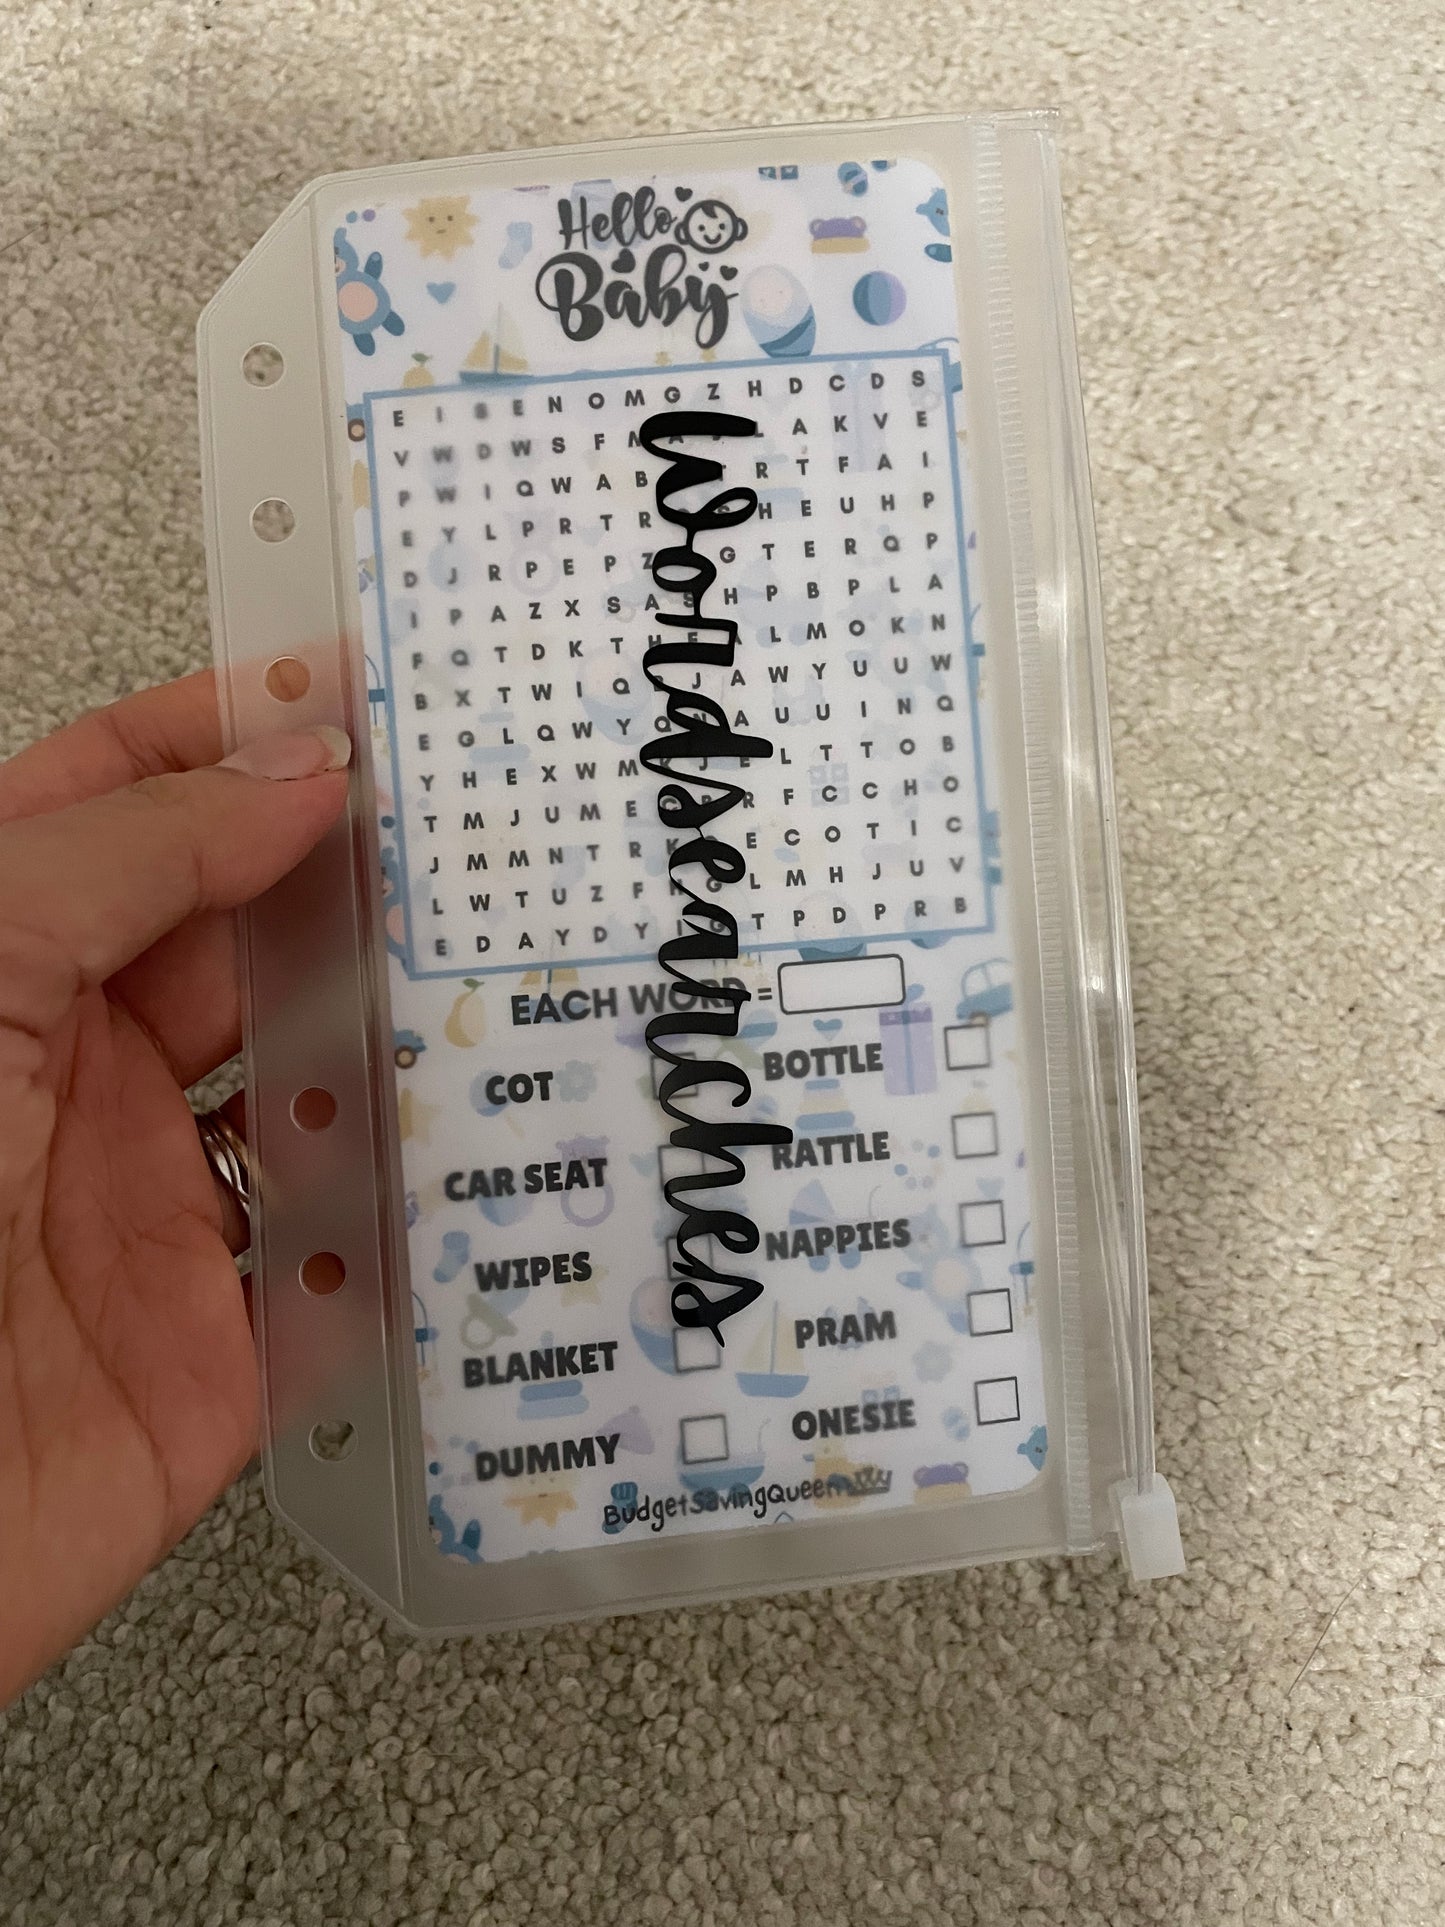 Hello
Baby
E I B E N O M G Z H D C D S
V W D W S F M A J L A K V E
P W I Q W A B R T F A I
E Y L P R T R H E U H P
D J R P E P Z G T E R Q P
I P A Z X S A S H P B P L A
F Q T D K T H E A L M O K N
B X T W I Q J A W Y U U W
E G L Q W Y Q N A U U I N Q
Y H E X W M K J E L T T O B
T M J U M E C R R F C C H O
J M M N T R K E C O T I C
L W T U Z F H G L M H J U V
E D A Y D Y I G T P D P R B
Wordsearches
EACH WORD =
COT BOTTLE
CAR SEAT RATTLE
WIPES NAPPIES
BLANKET PRAM
DUMMY ONESIE
BudgetSavingQueen